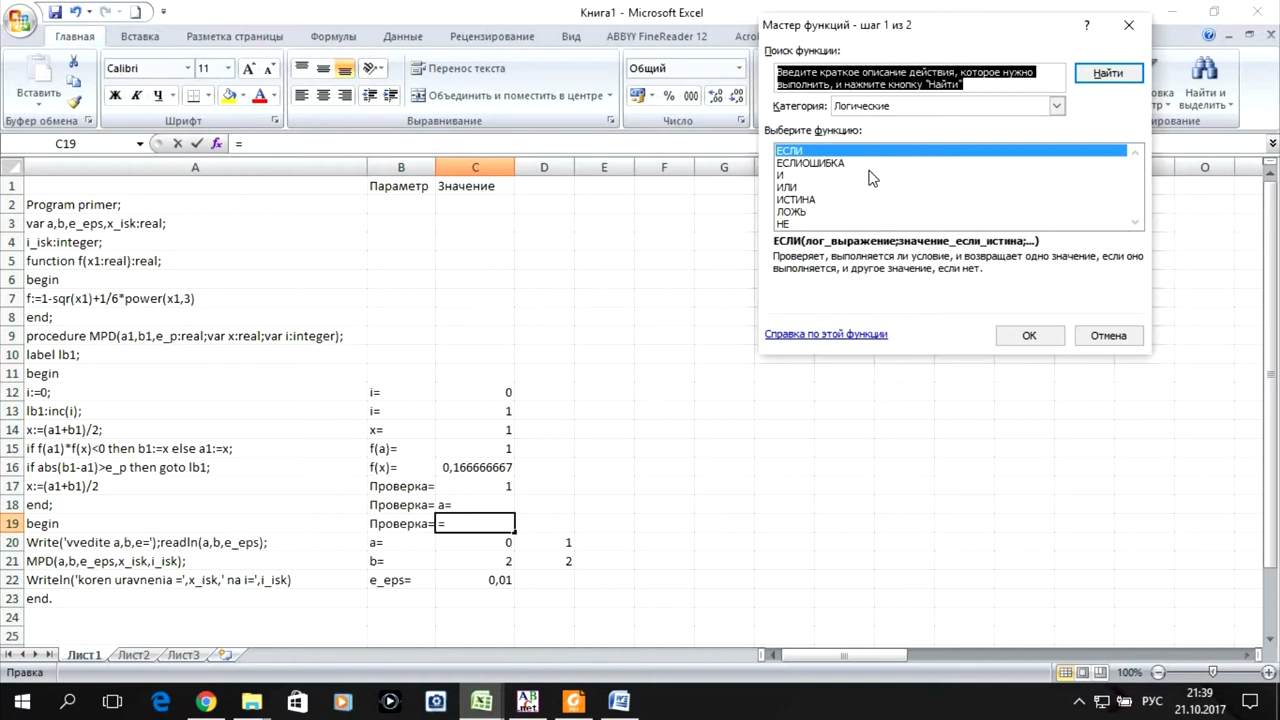 Книга1 - Microsoft Excel
Главная Вставка Разметка страницы Формулы Данные Рецензирование Вид ABBYY FineReader 12
Вставить
Calibri 11
Ж К Ч
Перенос текста
Объединить и поместить в центре
Общий
% 000
Найти и выделить
Буфер обмена Шрифт Выравнивание Число
Мастер функций - шаг 1 из 2
Поиск функции:
Введите краткое описание действия, которое нужно
выполнить, и нажмите кнопку "Найти"
Найти
Категория: Логические
Выберите функцию:
ЕСЛИ
ЕСЛИОШИБКА
И
ИЛИ
ИСТИНА
ЛОЖЬ
НЕ
ЕСЛИ(лог_выражение;значение_если_истина;...)
Проверяет, выполняется ли условие, и возвращает одно значение, если оно
выполняется, и другое значение, если нет.
Справка по этой функции
ОК Отмена
C19 fx =
A B C D E F G O
1 Параметр Значение
2 Program primer;
3 var a,b,e_eps,x_isk:real;
4 i_isk:integer;
5 function f(x1:real):real;
6 begin
7 f:=1-sqr(x1)+1/6*power(x1,3)
8 end;
9 procedure MPD(a1,b1,e_p:real;var x:real;var i:integer);
10 label lb1;
11 begin
12 i:=0; i= 0
13 lb1:inc(i); i= 1
14 x:=(a1+b1)/2; x= 1
15 if f(a1)*f(x)<0 then b1:=x else a1:=x; f(a)= 1
16 if abs(b1-a1)>e_p then goto lb1; f(x)= 0,166666667
17 x:=(a1+b1)/2 Проверка= 1
18 end; Проверка= a=
19 begin Проверка= =
20 Write('vvedite a,b,e=');readln(a,b,e_eps); a= 0 1
21 MPD(a,b,e_eps,x_isk,i_isk); b= 2 2
22 Writeln('koren uravnenia =',x_isk,' na i=',i_isk) e_eps= 0,01
23 end.
24
25
Лист1 Лист2 Лист3
Правка 100%
РУС
21:39
21.10.2017